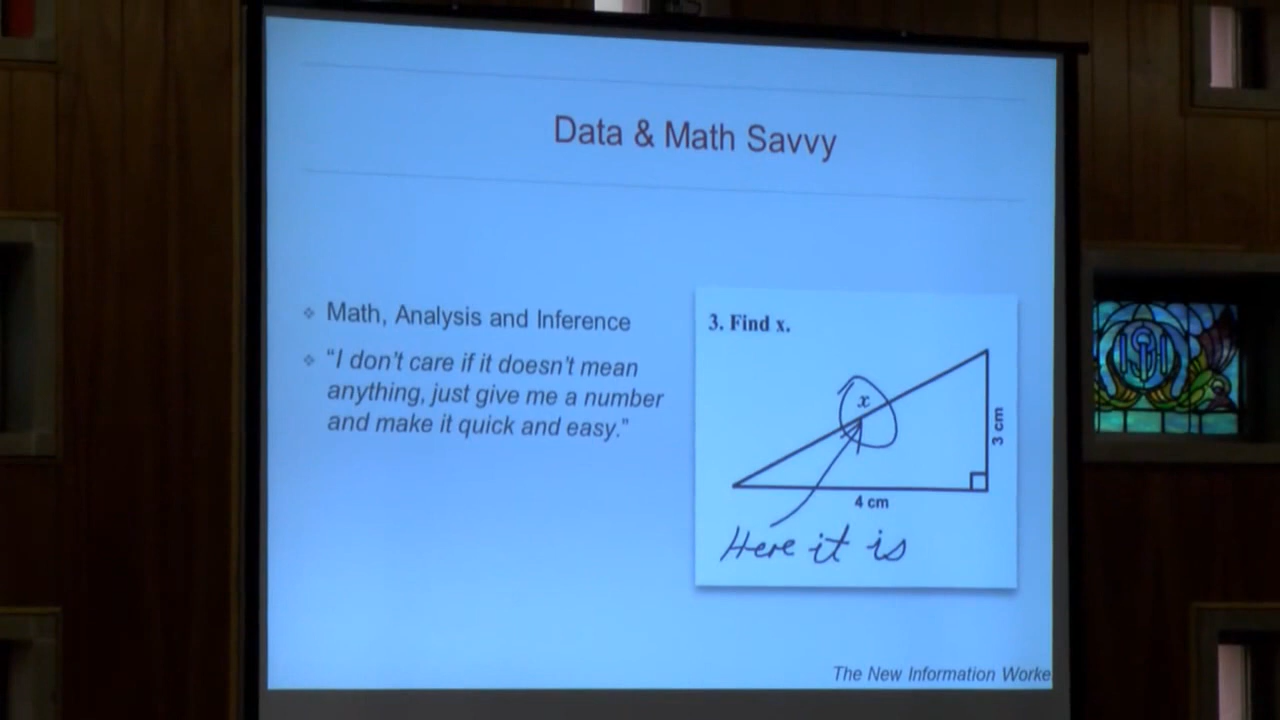 Data & Math Savvy
Math, Analysis and Inference
"I don't care if it doesn't mean
anything, just give me a number
and make it quick and easy."
3. Find x.
x
3 cm
4 cm
Here it is
The New Information Worke
IHS